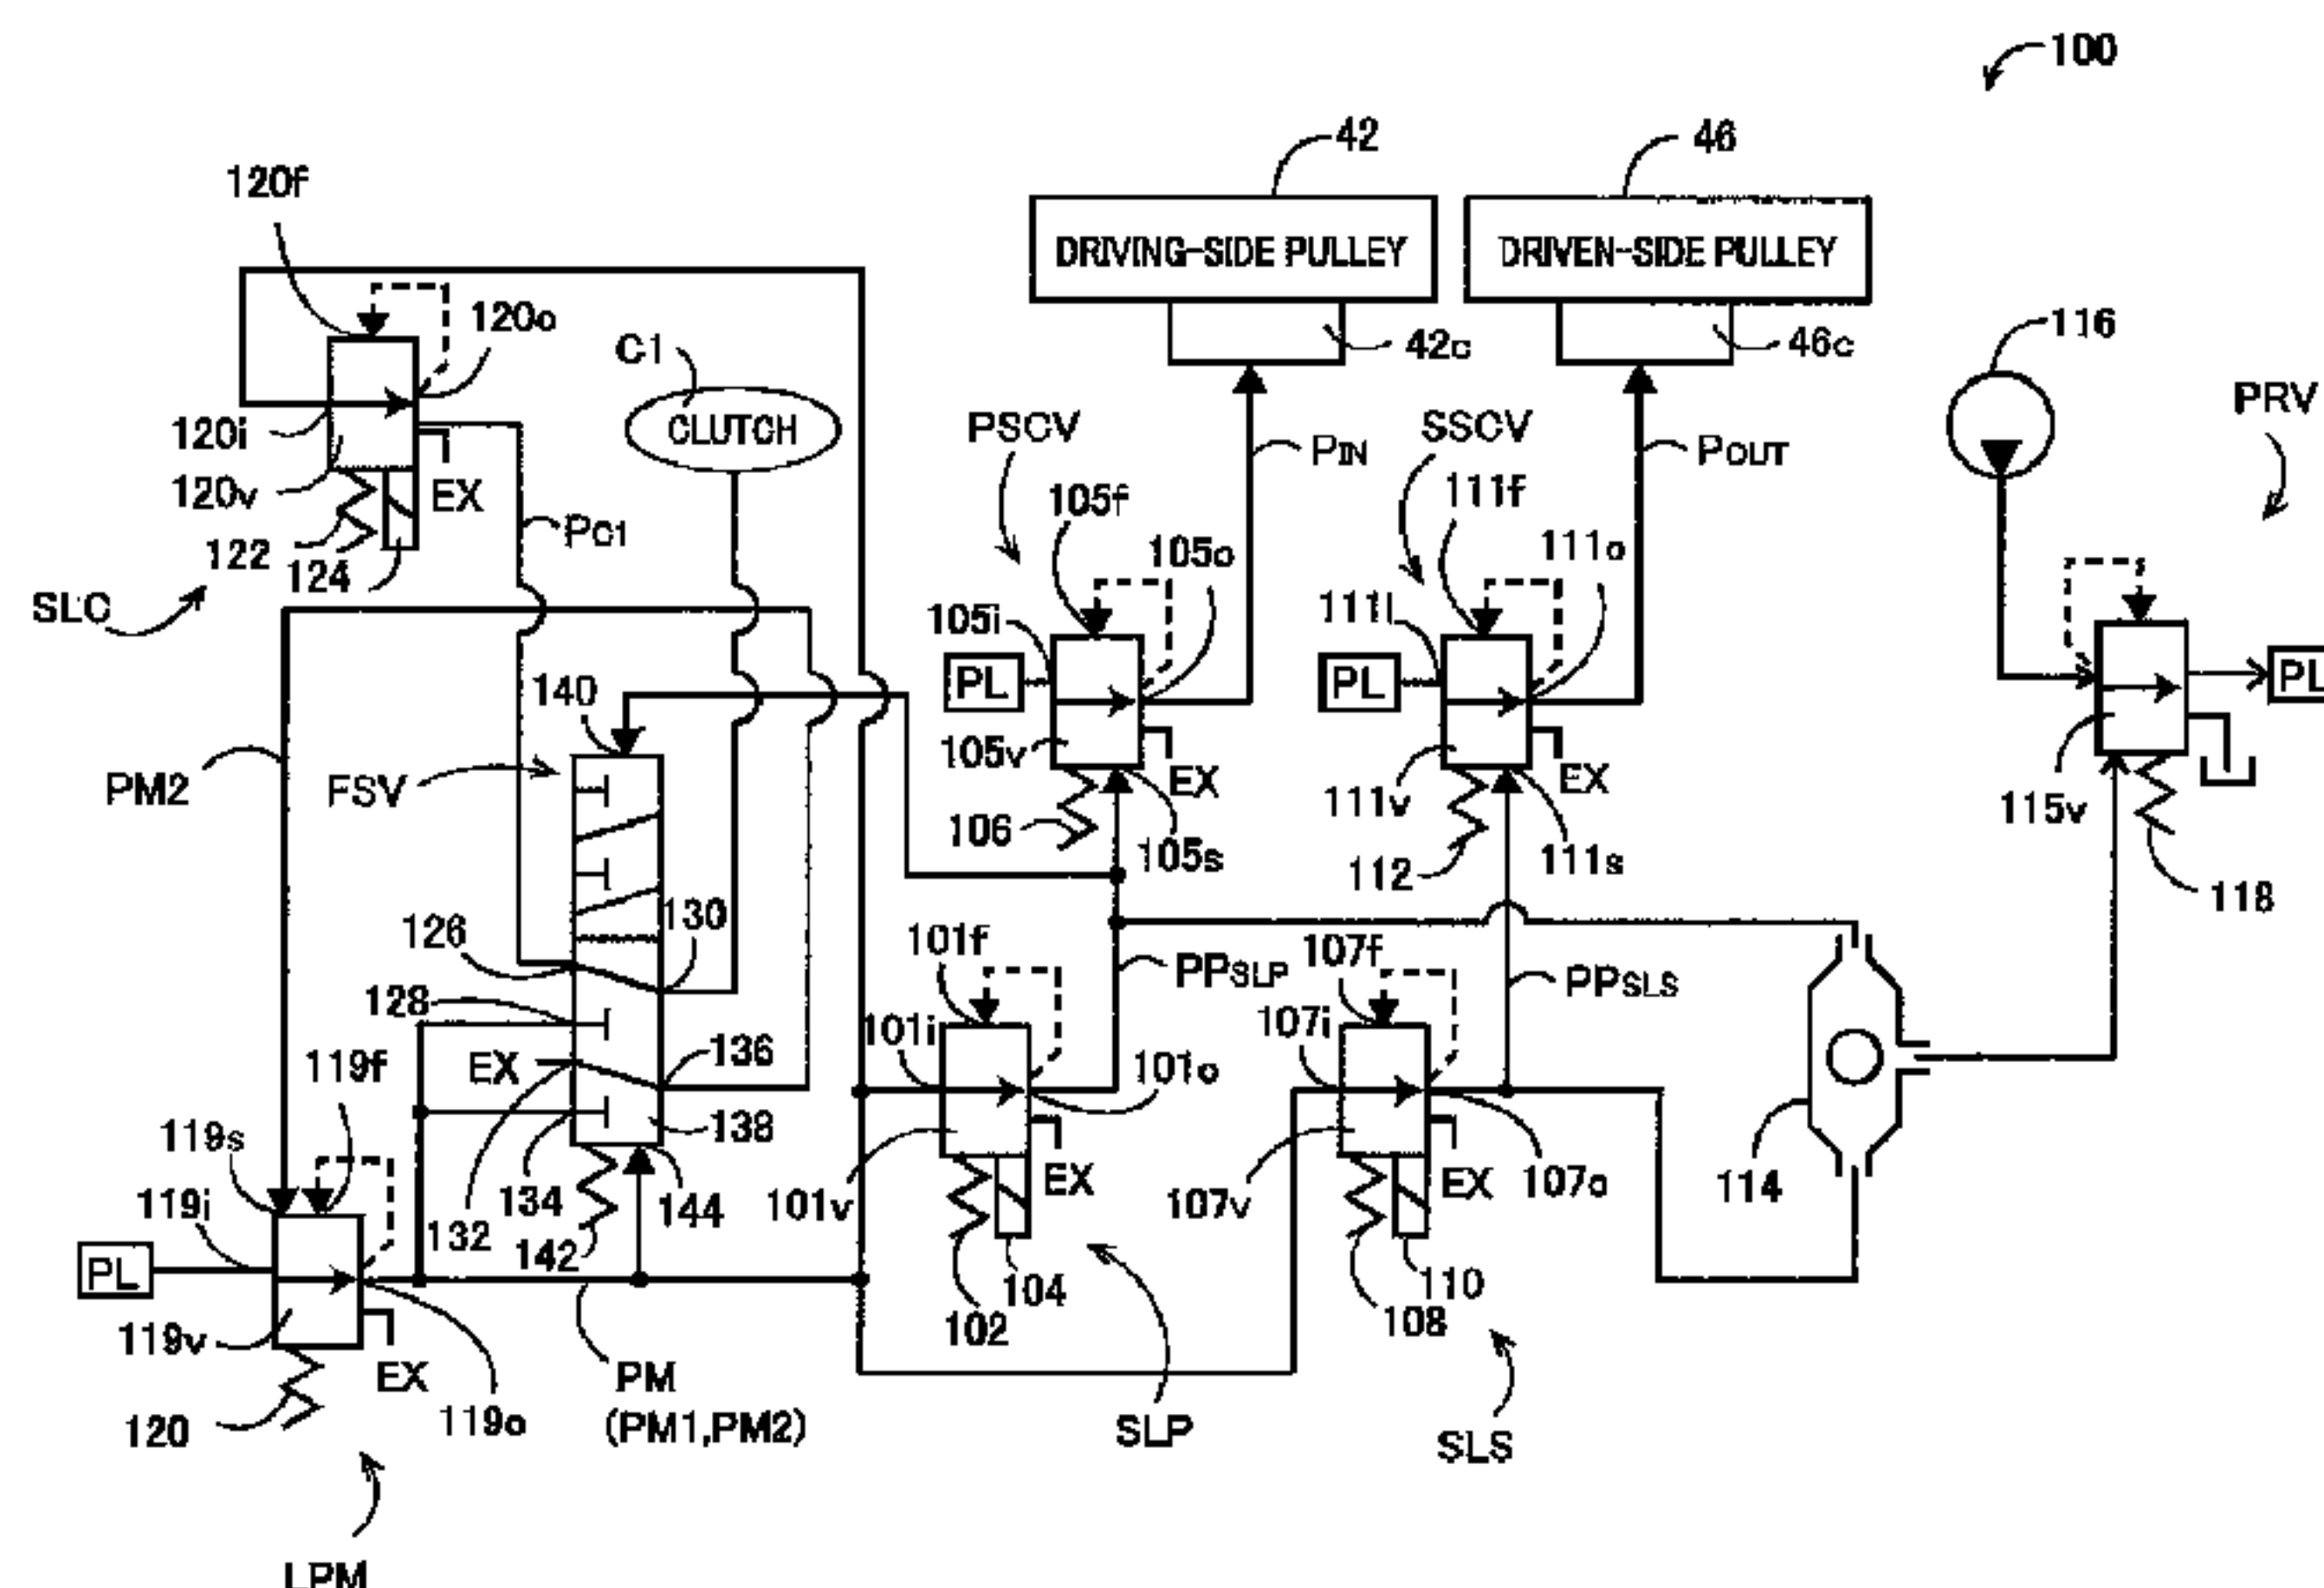 100
42
46
120f
DRIVING-SIDE PULLEY
DRIVEN-SIDE PULLEY
120o
116
C1
42c
46c
PRV
120i
CLUTCH
PSCV
PIN
SSCV
POUT
120v
EX
105f
111f
PC1
122
124
105o
111o
SLC
105i
111i
PL
PL
PL
140
PM2
FSV
105v
EX
111v
EX
115v
106
105s
112
111s
118
126
130
101f
107f
PPSLP
PPSLS
128
101i
107i
119f
EX
136
101o
119s
138
119i
134
144
101v
EX
107v
EX
107o
114
132
142
PL
104
110
102
108
119v
EX
PM
119o
(PM1,PM2)
120
SLP
SLS
LPM